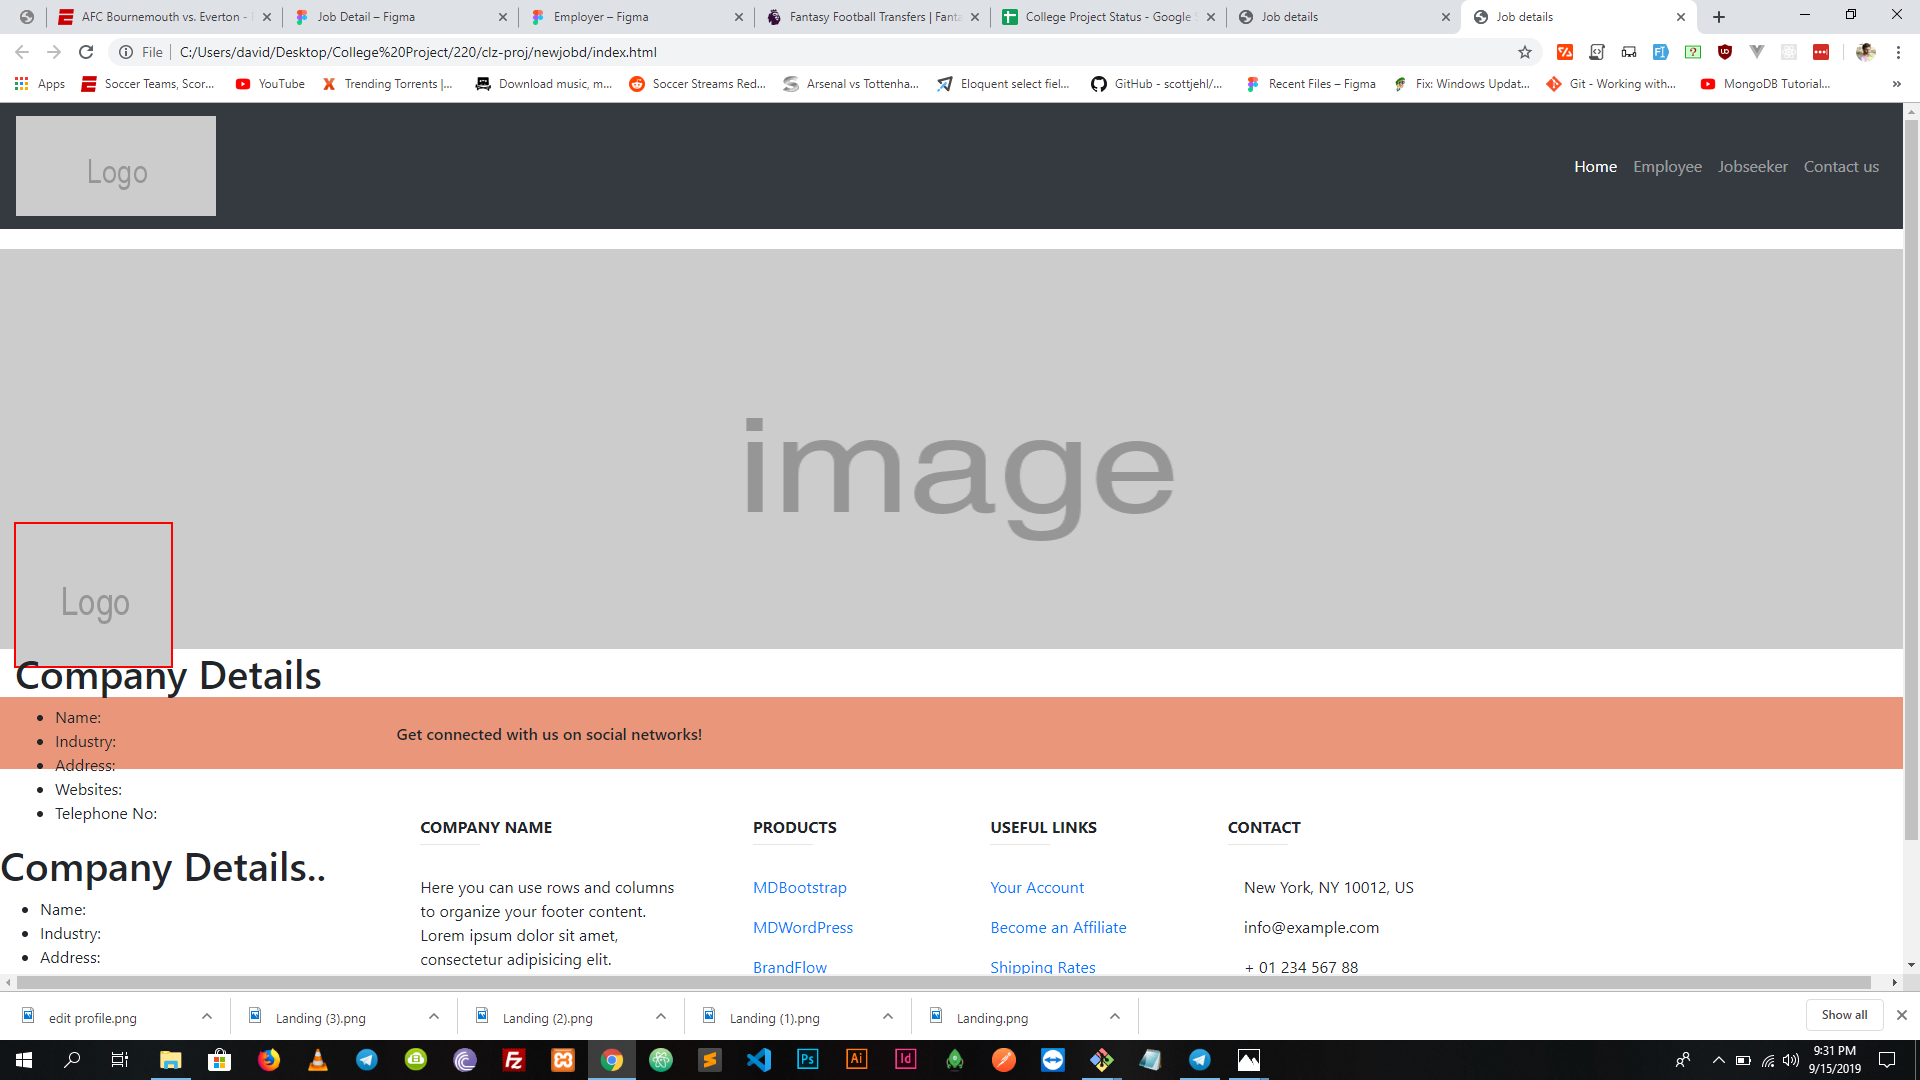 AFC Bournemouth vs. Everton -
Job Detail – Figma
Employer – Figma
Fantasy Football Transfers | Fanta
College Project Status - Google
Job details
Job details
File
C:/Users/david/Desktop/College%20Project/220/clz-proj/newjobd/index.html
Apps
Soccer Teams, Scor...
YouTube
Trending Torrents |...
Download music, m...
Soccer Streams Red...
Arsenal vs Tottenha...
Eloquent select fiel...
GitHub - scottjehl/...
Recent Files – Figma
Fix: Windows Updat...
Git - Working with...
MongoDB Tutorial...
»
Logo
Home
Employee
Jobseeker
Contact us
image
Logo
Company Details
Name:
Industry:
Address:
Websites:
Telephone No:
Get connected with us on social networks!
Company Details..
Name:
Industry:
Address:
COMPANY NAME
Here you can use rows and columns
to organize your footer content.
Lorem ipsum dolor sit amet,
consectetur adipisicing elit.
PRODUCTS
MDBootstrap
MDWordPress
BrandFlow
USEFUL LINKS
Your Account
Become an Affiliate
Shipping Rates
CONTACT
New York, NY 10012, US
info@example.com
+ 01 234 567 88
edit profile.png
Landing (3).png
Landing (2).png
Landing (1).png
Landing.png
Show all
Ps
Ai
Id
9:31 PM
9/15/2019